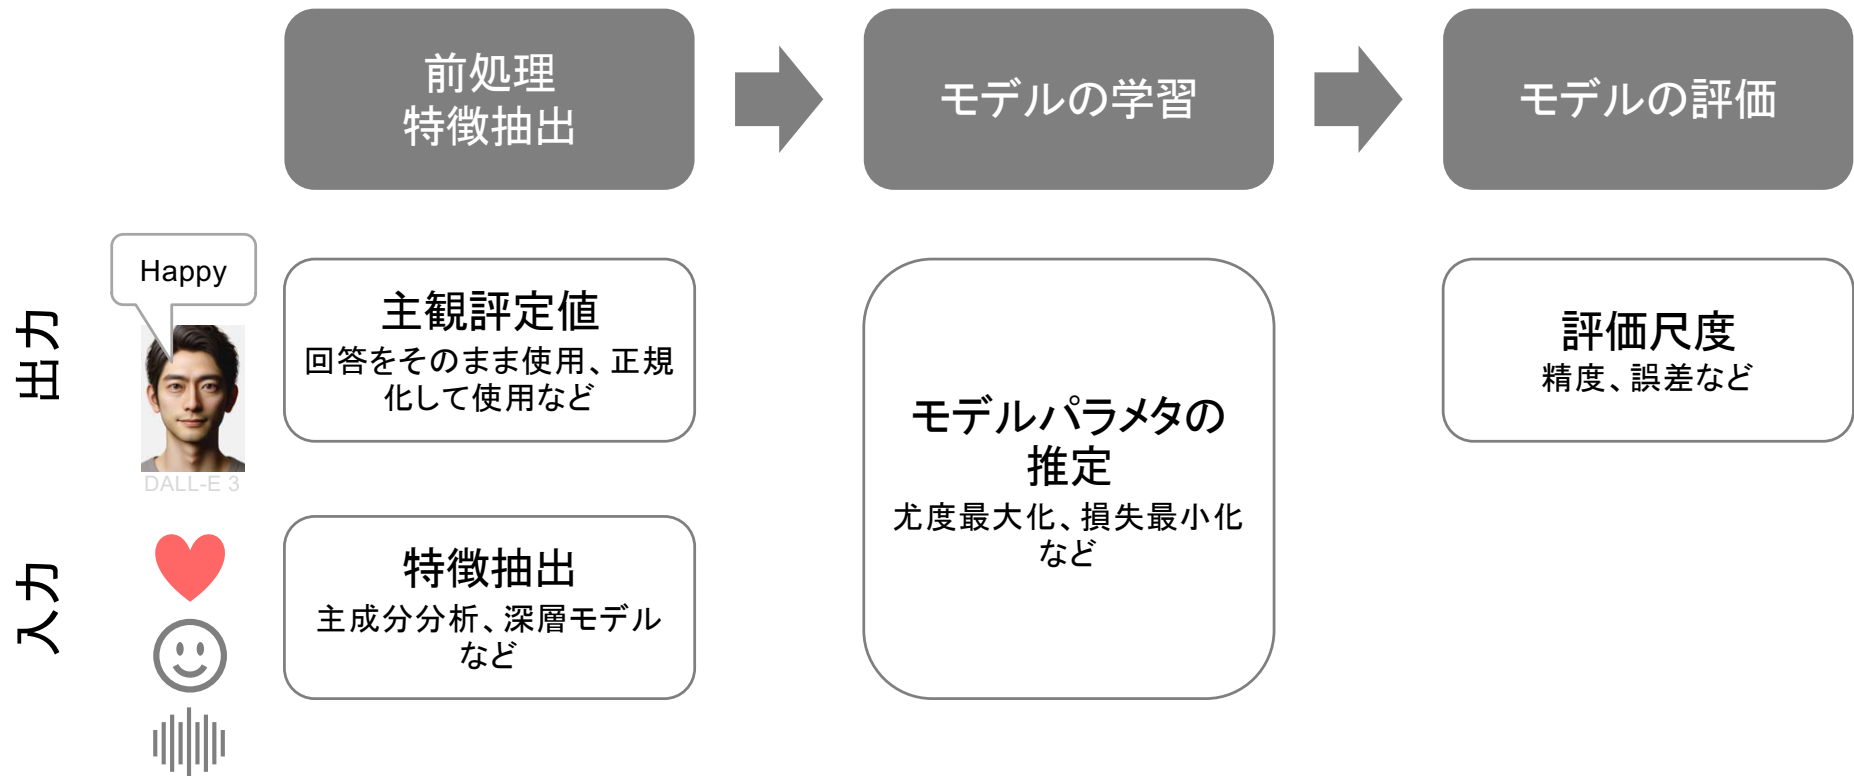 前処理
特徴抽出
モデルの学習
モデルの評価
出力
Happy
DALL-E 3
主観評定値
回答をそのまま使用、正規
化して使用など
モデルパラメタの
推定
尤度最大化、損失最小化
など
評価尺度
精度、誤差など
入力
特徴抽出
主成分分析、深層モデル
など